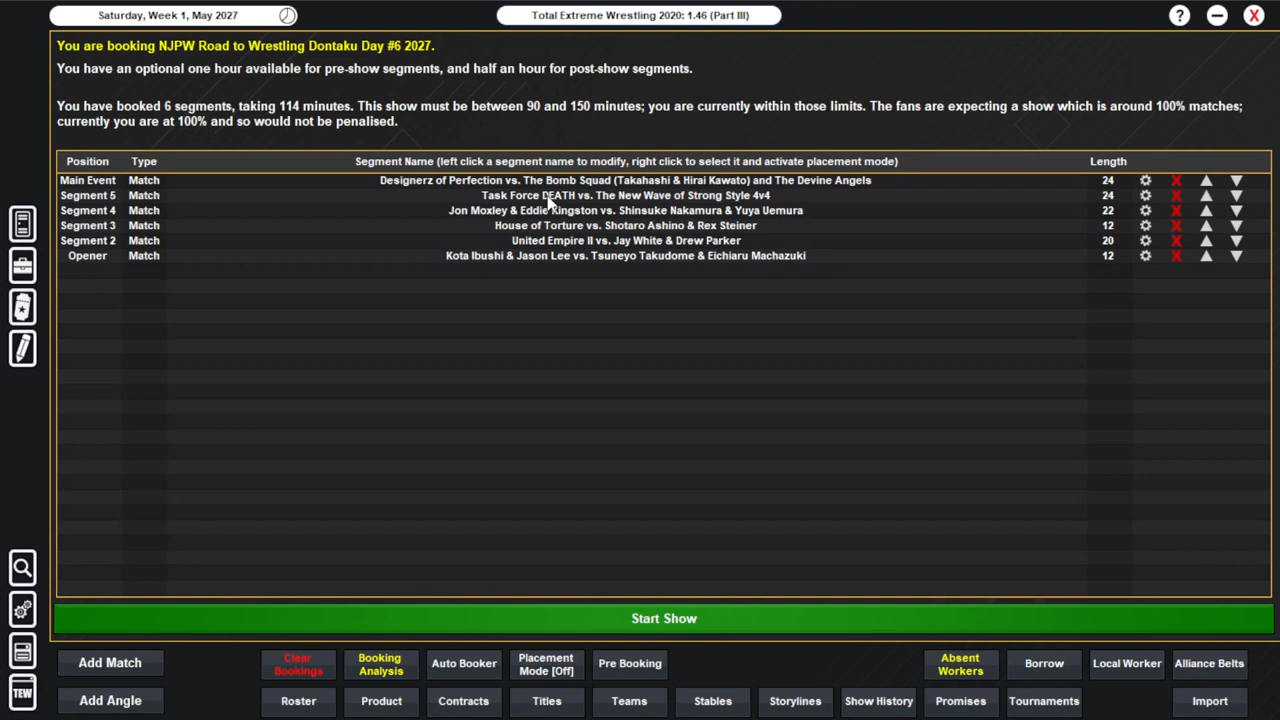 Saturday, Week 1, May 2027
Total Extreme Wrestling 2020: 1.46 (Part III)
?
X
You are booking NJPW Road to Wrestling Dontaku Day #6 2027.
You have an optional one hour available for pre-show segments, and half an hour for post-show segments.
You have booked 6 segments, taking 114 minutes. This show must be between 90 and 150 minutes; you are currently within those limits. The fans are expecting a show which is around 100% matches;
currently you are at 100% and so would not be penalised.
Position Type Segment Name (left click a segment name to modify, right click to select it and activate placement mode) Length
Main Event Match Designerz of Perfection vs. The Bomb Squad (Takahashi & Hirai Kawato) and The Devine Angels 24 X
Segment 5 Match Task Force DEATH vs. The New Wave of Strong Style 4v4 24 X
Segment 4 Match Jon Moxley & Eddie Kingston vs. Shinsuke Nakamura & Yuya Uemura 22 X
Segment 3 Match House of Torture vs. Shotaro Ashino & Rex Steiner 12 X
Segment 2 Match United Empire II vs. Jay White & Drew Parker 20 X
Opener Match Kota Ibushi & Jason Lee vs. Tsuneyo Takudome & Eichiaru Machazuki 12 X
Start Show
Add Match
Clear Bookings
Booking Analysis
Auto Booker
Placement Mode [Off]
Pre Booking
Absent Workers
Borrow
Local Worker
Alliance Belts
TEW
Add Angle
Roster
Product
Contracts
Titles
Teams
Stables
Storylines
Show History
Promises
Tournaments
Import